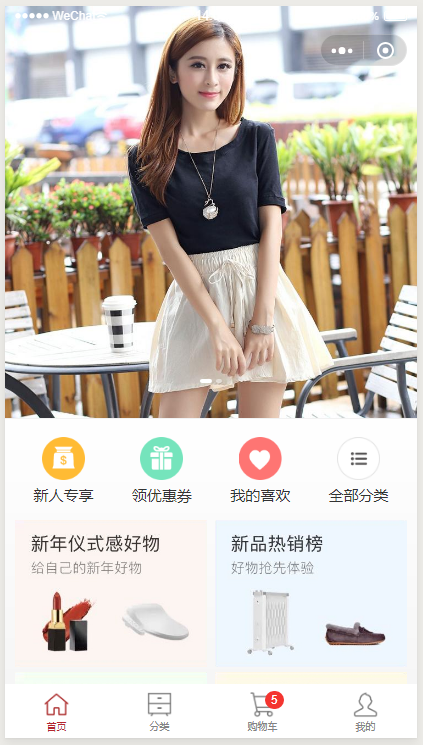 WeChat
%
$
新人专享
领优惠券
我的喜欢
全部分类
新年仪式感好物
给自己的新年好物
新品热销榜
好物抢先体验
首页
分类
5
购物车
我的